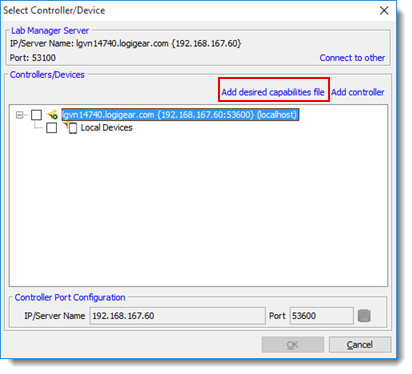 Select Controller/Device
Lab Manager Server
IP/Server Name: lgvn14740.logigear.com {192.168.167.60}
Port: 53100
Connect to other
Controllers/Devices
Add desired capabilities file
Add controller
lgvn14740.logigear.com {192.168.167.60:53600} (localhost)
Local Devices
Controller Port Configuration
IP/Server Name 192.168.167.60 Port 53600
OK Cancel